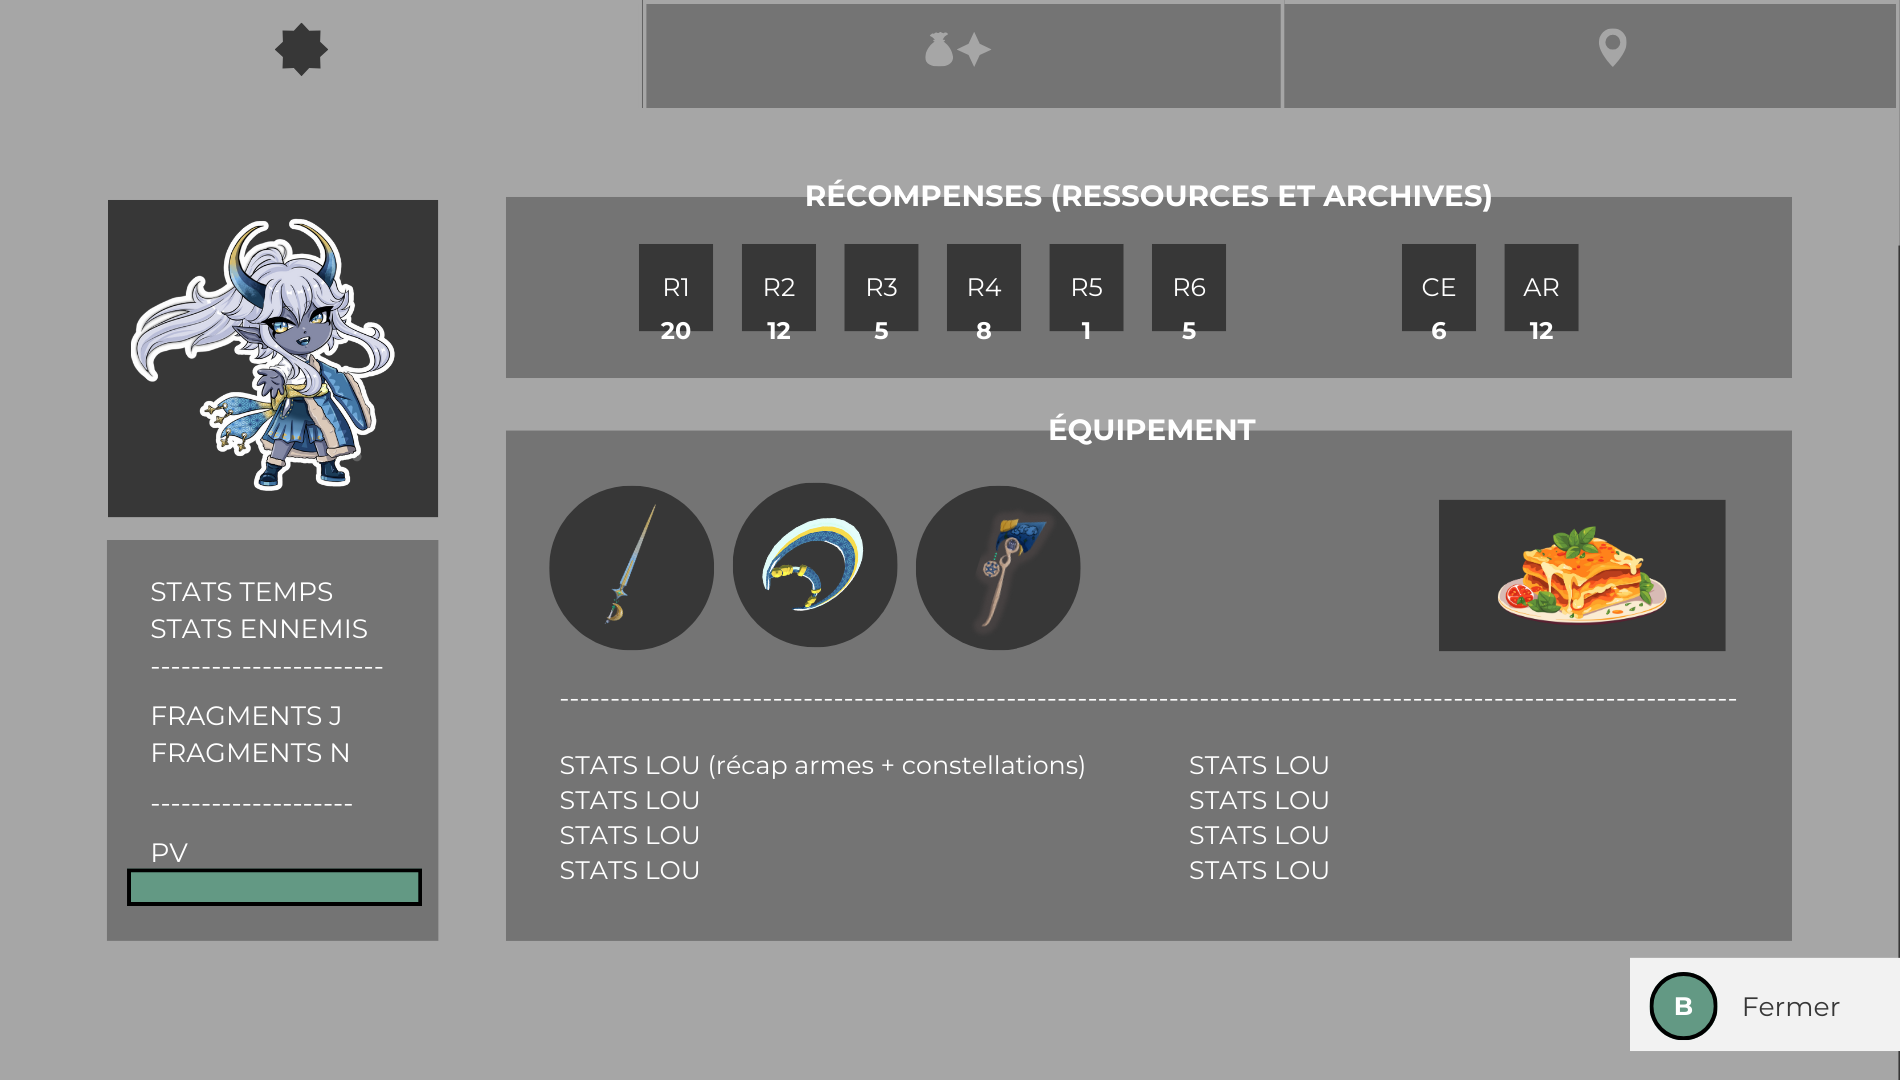 RÉCOMPENSES (RESSOURCES ET ARCHIVES)
R1 R2 R3 R4 R5 R6 CE AR
20 12 5 8 1 5 6 12
ÉQUIPEMENT
STATS TEMPS
STATS ENNEMIS
-----------------------
FRAGMENTS J
FRAGMENTS N
--------------------
PV
STATS LOU (récap armes + constellations)
STATS LOU
STATS LOU
STATS LOU
STATS LOU
STATS LOU
STATS LOU
STATS LOU
B Fermer